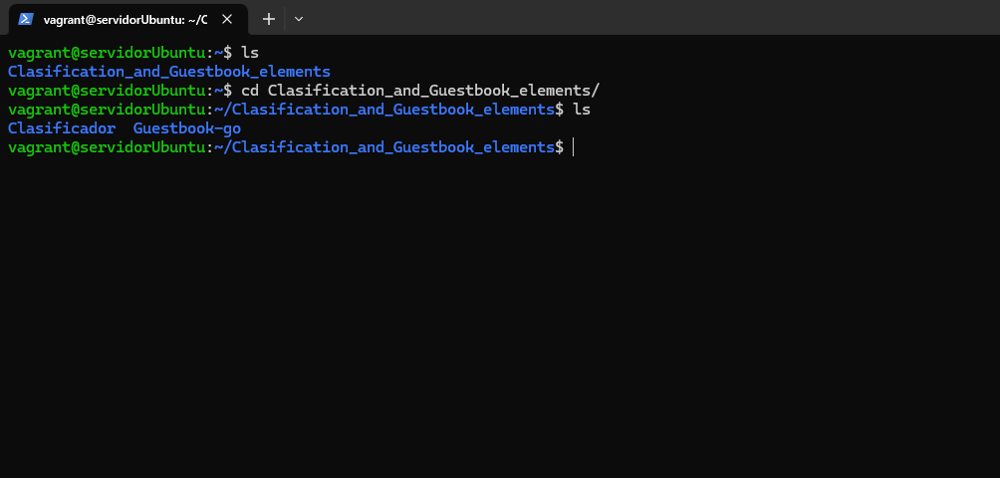 vagrant@servidorUbuntu: ~/C
vagrant@servidorUbuntu:~$ ls
Clasification_and_Guestbook_elements
vagrant@servidorUbuntu:~$ cd Clasification_and_Guestbook_elements/
vagrant@servidorUbuntu:~/Clasification_and_Guestbook_elements$ ls
Clasificador  Guestbook-go
vagrant@servidorUbuntu:~/Clasification_and_Guestbook_elements$